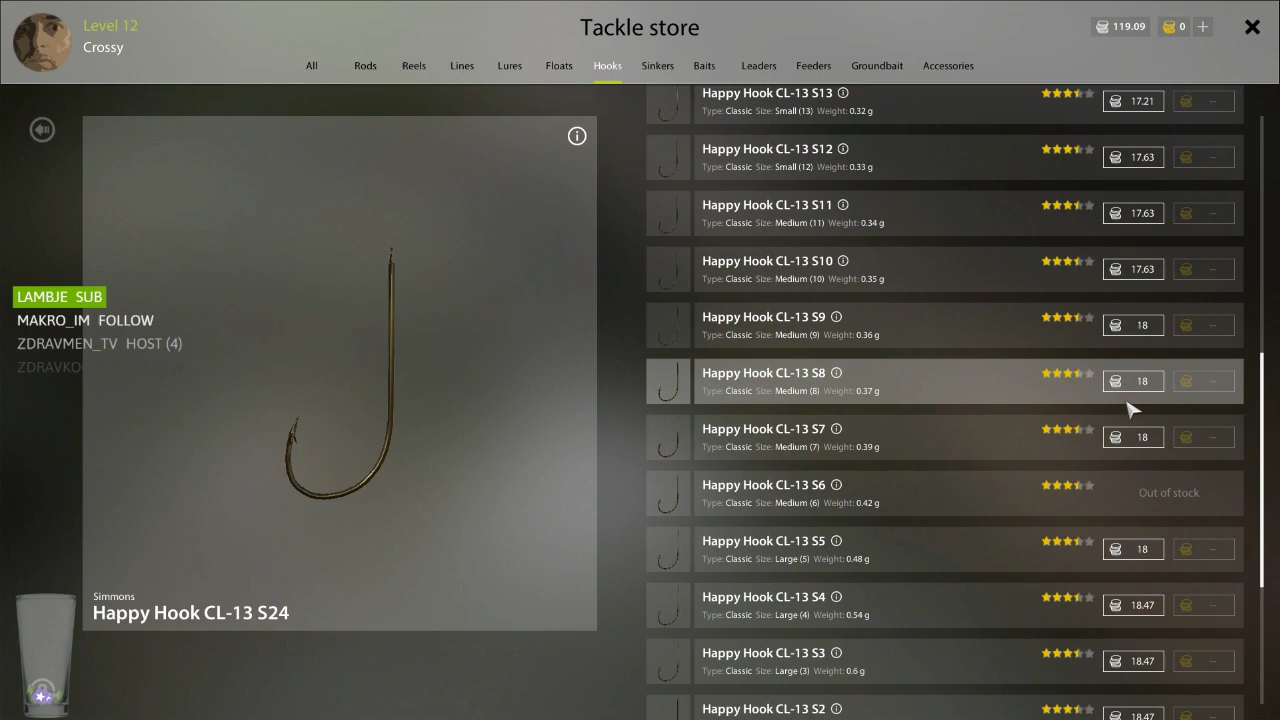 Level 12
Crossy
Tackle store
119.09
0
All Rods Reels Lines Lures Floats Hooks Sinkers Baits Leaders Feeders Groundbait Accessories
Happy Hook CL-13 S13
Type: Classic Size: Small (13) Weight: 0.32 g
17.21
--
Happy Hook CL-13 S12
Type: Classic Size: Small (12) Weight: 0.33 g
17.63
--
Happy Hook CL-13 S11
Type: Classic Size: Medium (11) Weight: 0.34 g
17.63
--
Happy Hook CL-13 S10
Type: Classic Size: Medium (10) Weight: 0.35 g
17.63
--
Happy Hook CL-13 S9
Type: Classic Size: Medium (9) Weight: 0.36 g
18
--
Happy Hook CL-13 S8
Type: Classic Size: Medium (8) Weight: 0.37 g
18
--
Happy Hook CL-13 S7
Type: Classic Size: Medium (7) Weight: 0.39 g
18
--
Happy Hook CL-13 S6
Type: Classic Size: Medium (6) Weight: 0.42 g
Out of stock
Happy Hook CL-13 S5
Type: Classic Size: Large (5) Weight: 0.48 g
18
--
Happy Hook CL-13 S4
Type: Classic Size: Large (4) Weight: 0.54 g
18.47
--
Happy Hook CL-13 S3
Type: Classic Size: Large (3) Weight: 0.6 g
18.47
--
Happy Hook CL-13 S2
18.47
--
LAMBJE SUB
MAKRO_IM FOLLOW
ZDRAVMEN_TV HOST (4)
ZDRAVKO
Simmons
Happy Hook CL-13 S24